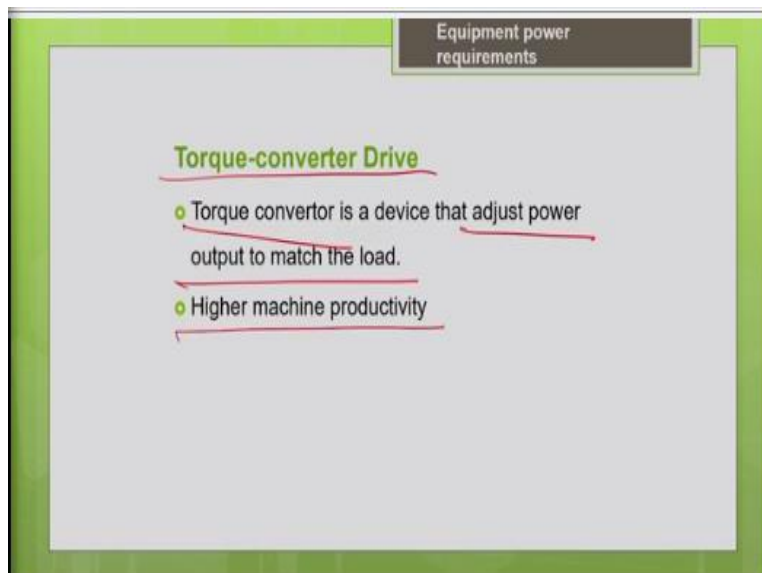 Equipment power
requirements
Torque-converter Drive
Torque convertor is a device that adjust power
output to match the load.
Higher machine productivity